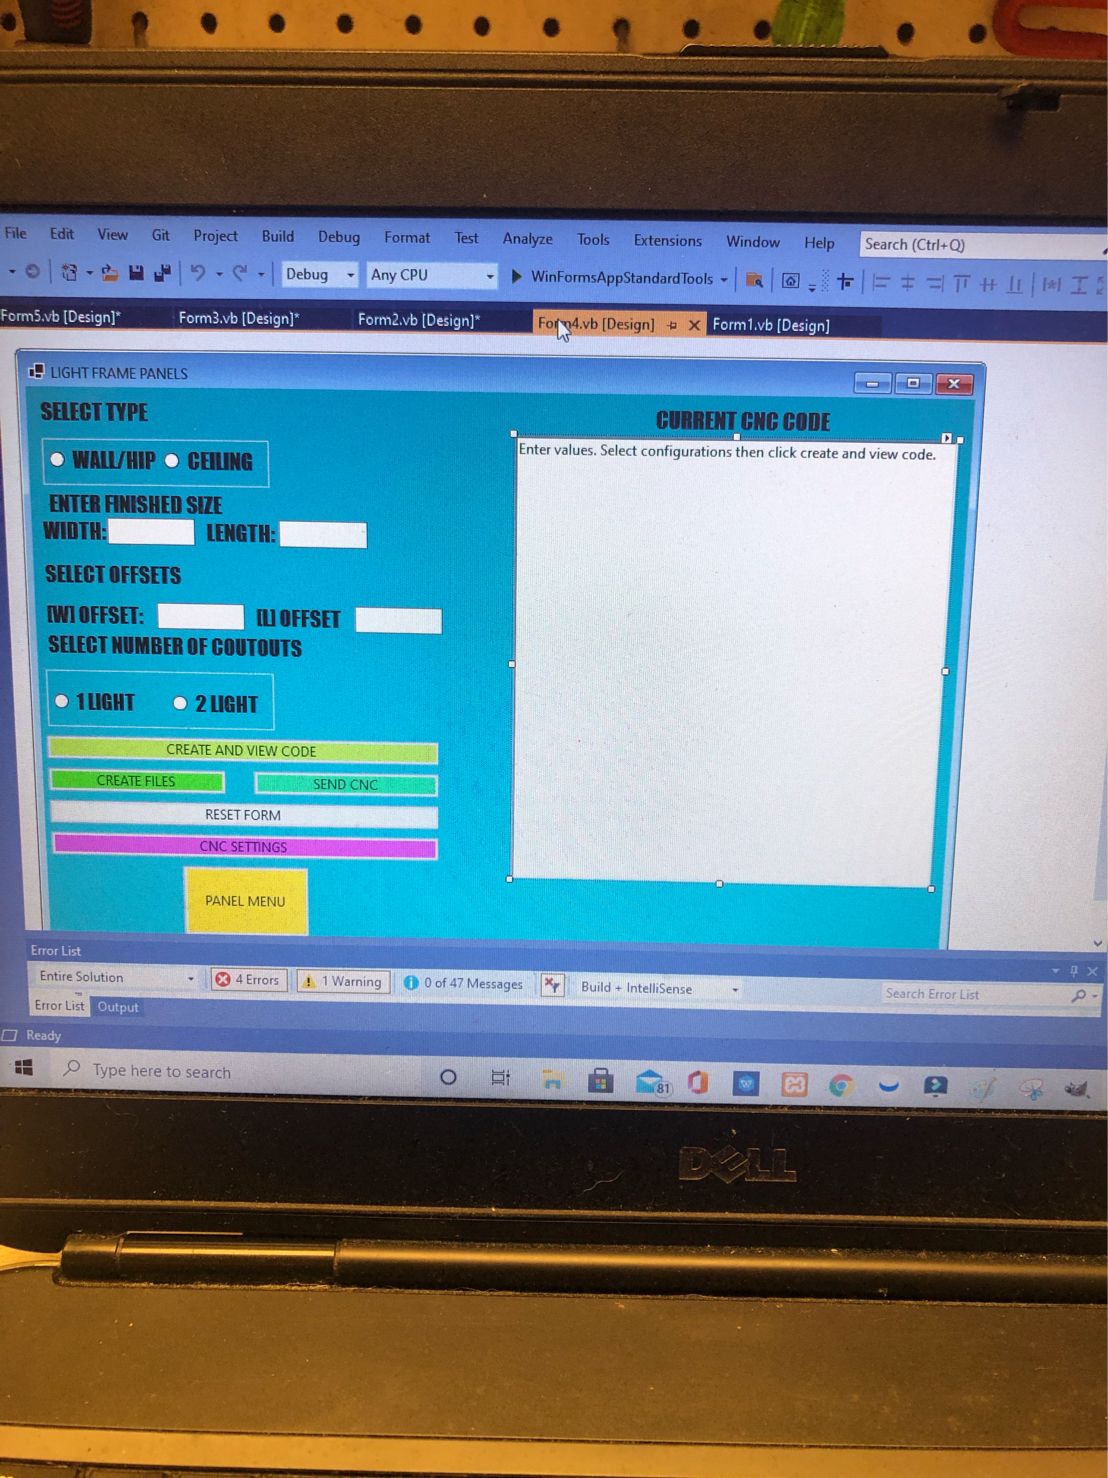 File Edit View Git Project Build Debug Format Test Analyze Tools Extensions Window Help Search (Ctrl+Q)
Debug Any CPU WinFormsAppStandardTools
Form5.vb [Design]* Form3.vb [Design]* Form2.vb [Design]* Form4.vb [Design] Form1.vb [Design]
LIGHT FRAME PANELS
SELECT TYPE
CURRENT CNC CODE
WALL/HIP CEILING
Enter values. Select configurations then click create and view code.
ENTER FINISHED SIZE
WIDTH: LENGTH:
SELECT OFFSETS
[W] OFFSET: [L] OFFSET
SELECT NUMBER OF COUTOUTS
1 LIGHT 2 LIGHT
CREATE AND VIEW CODE
CREATE FILES SEND CNC
RESET FORM
CNC SETTINGS
PANEL MENU
Error List
Entire Solution 4 Errors 1 Warning 0 of 47 Messages Build + IntelliSense Search Error List
Error List Output
Ready
Type here to search 81
DELL